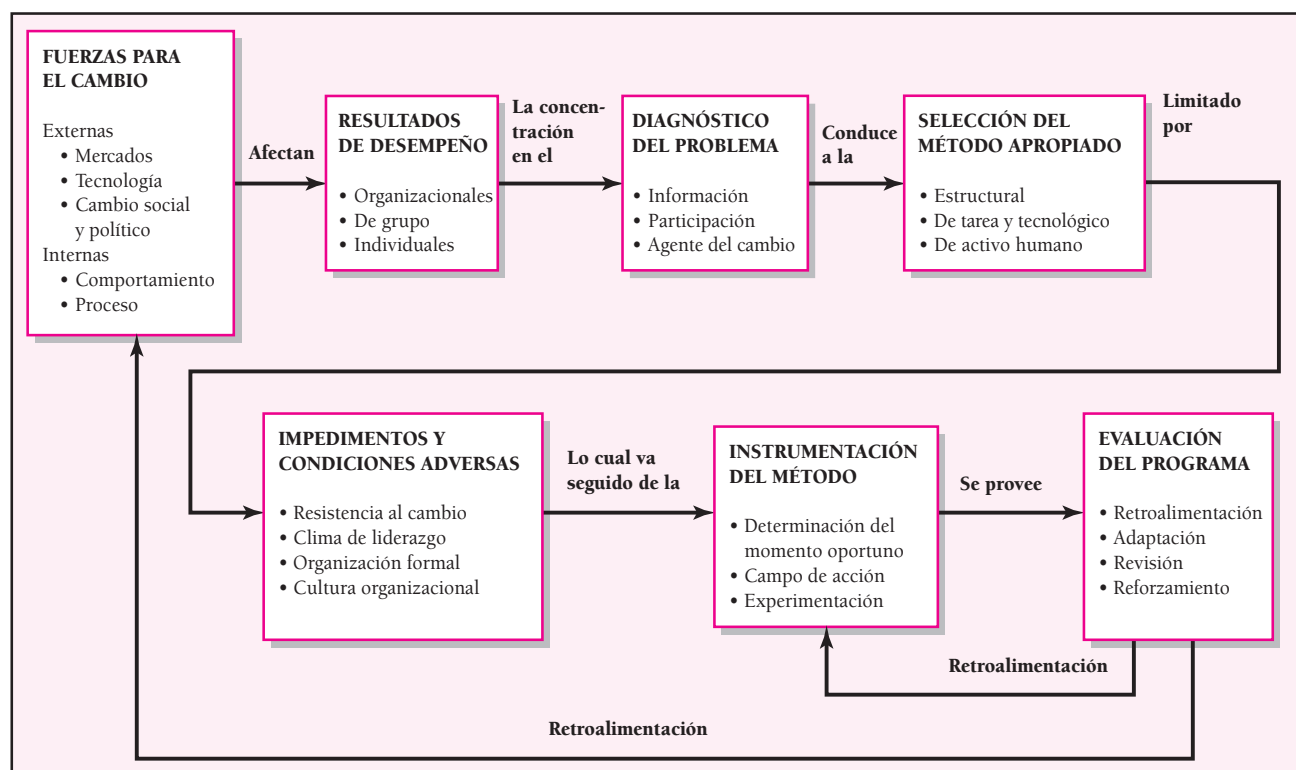 FUERZAS PARA
EL CAMBIO
Externas
• Mercados
• Tecnología
• Cambio social
y político
Internas
• Comportamiento
• Proceso
Afectan
RESULTADOS
DE DESEMPEÑO
• Organizacionales
• De grupo
• Individuales
La concen-
tración
en el
DIAGNÓSTICO
DEL PROBLEMA
• Información
• Participación
• Agente del cambio
Conduce
a la
SELECCIÓN DEL
MÉTODO APROPIADO
• Estructural
• De tarea y tecnológico
• De activo humano
Limitado
por
IMPEDIMENTOS Y
CONDICIONES ADVERSAS
• Resistencia al cambio
• Clima de liderazgo
• Organización formal
• Cultura organizacional
Lo cual va
seguido de la
INSTRUMENTACIÓN
DEL MÉTODO
• Determinación del
momento oportuno
• Campo de acción
• Experimentación
Se provee
EVALUACIÓN
DEL PROGRAMA
• Retroalimentación
• Adaptación
• Revisión
• Reforzamiento
Retroalimentación
Retroalimentación